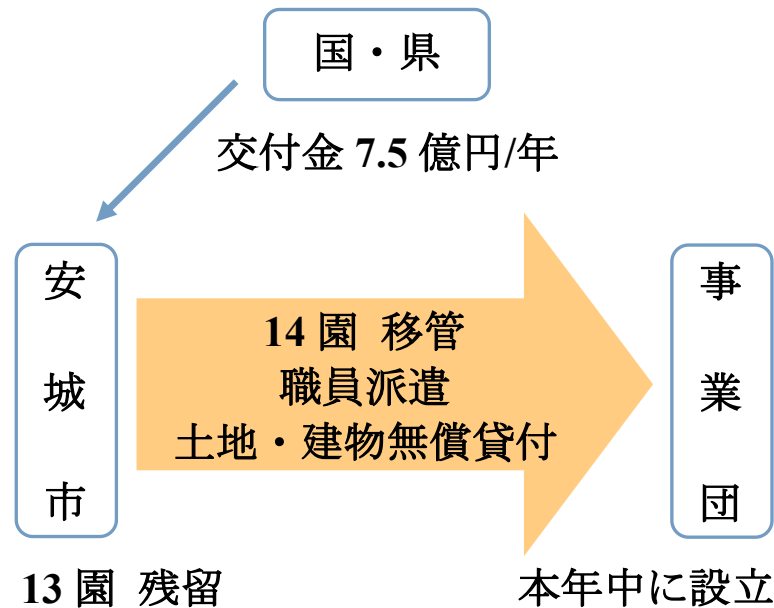 国・県
交付金 7.5 億円/年
安城市
14 園 移管
職員派遣
土地・建物無償貸付
事業団
13 園 残留
本年中に設立